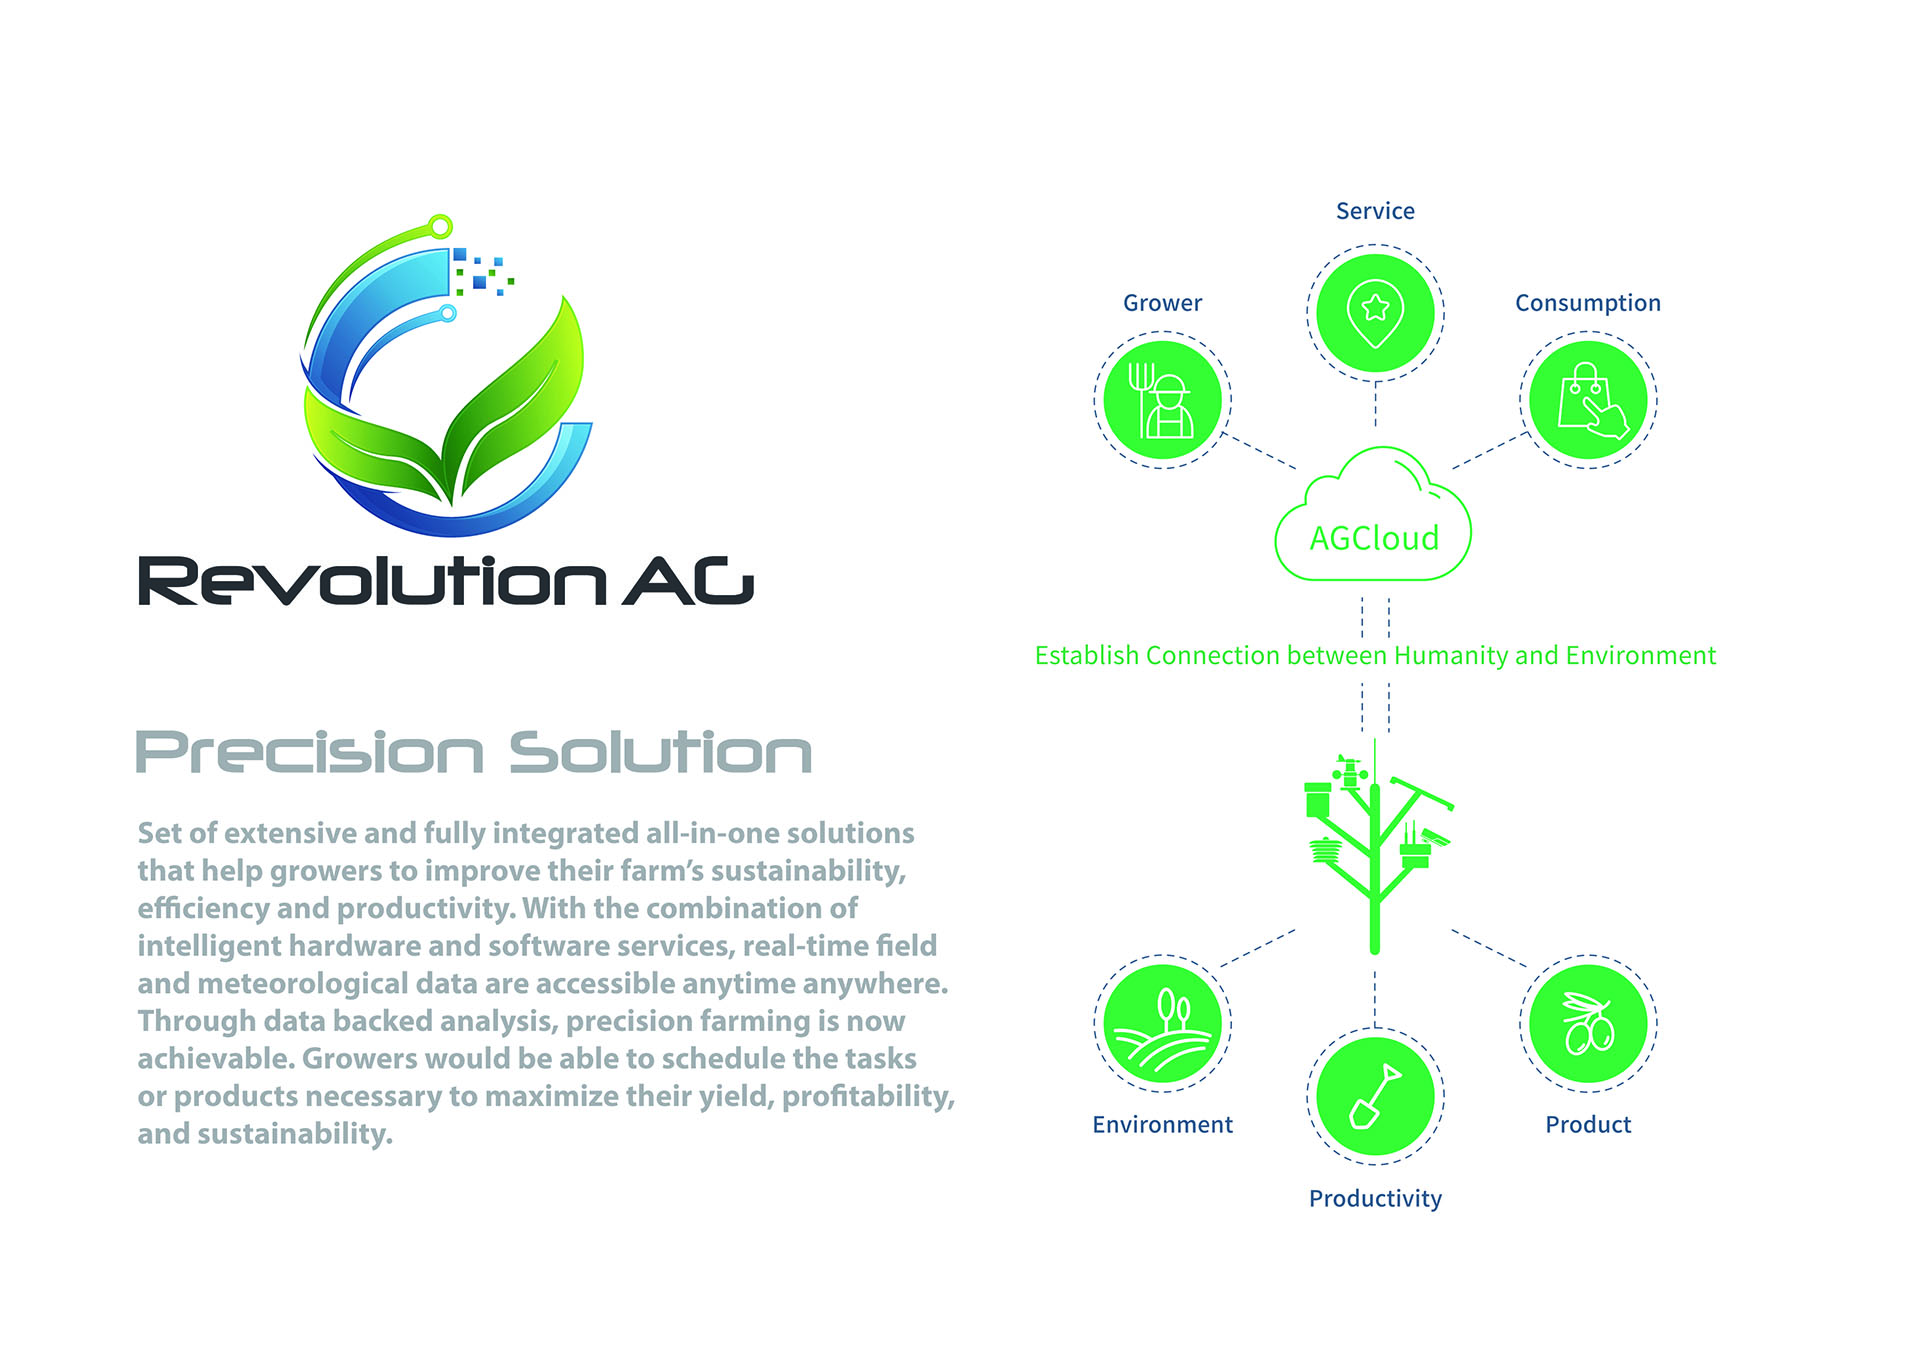 Revolution AG
Precision Solution
Set of extensive and fully integrated all-in-one solutions
that help growers to improve their farm’s sustainability,
efficiency and productivity. With the combination of
intelligent hardware and software services, real-time field
and meteorological data are accessible anytime anywhere.
Through data backed analysis, precision farming is now
achievable. Growers would be able to schedule the tasks
or products necessary to maximize their yield, profitability,
and sustainability.
Service
Grower
Consumption
AGCloud
Establish Connection between Humanity and Environment
Environment
Product
Productivity